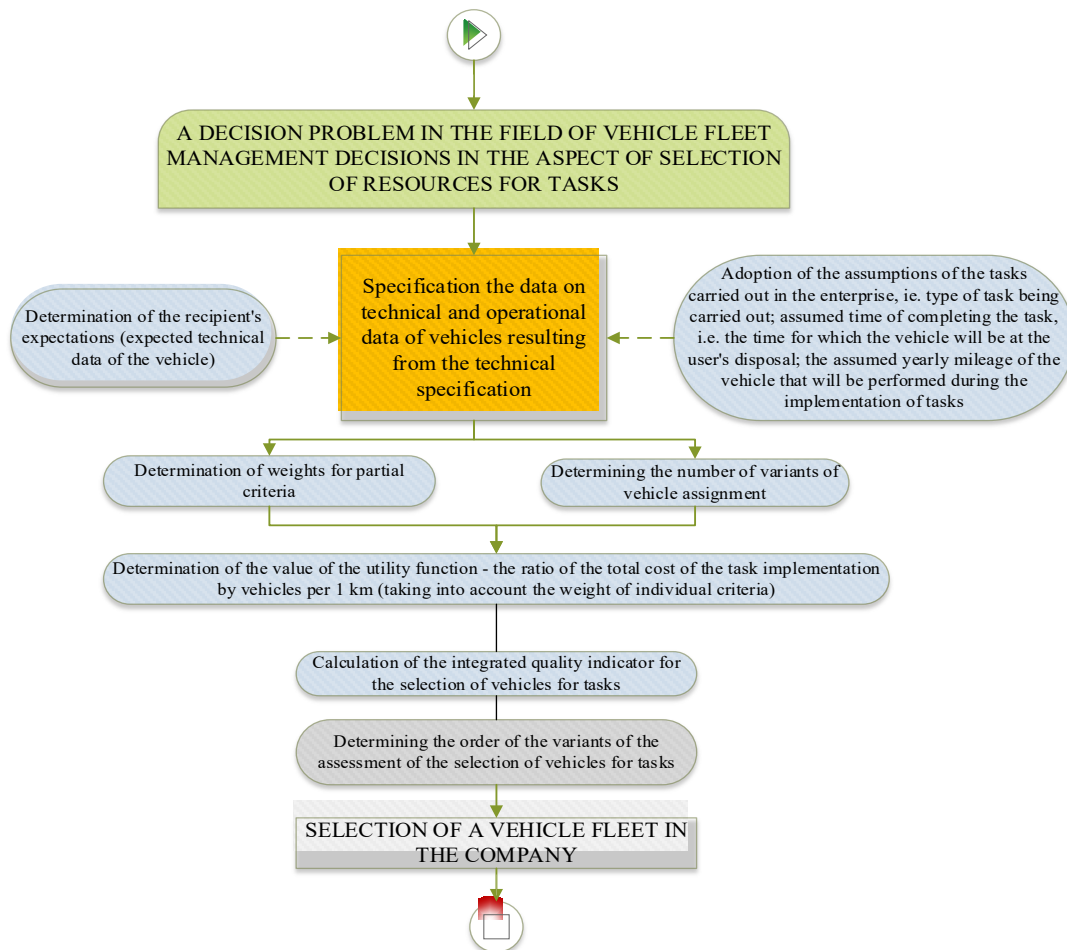 A DECISION PROBLEM IN THE FIELD OF VEHICLE FLEET
MANAGEMENT DECISIONS IN THE ASPECT OF SELECTION
OF RESOURCES FOR TASKS
Determination of the recipient's
expectations (expected technical
data of the vehicle)
Specification the data on
technical and operational
data of vehicles resulting
from the technical
specification
Adoption of the assumptions of the tasks
carried out in the enterprise, ie. type of task being
carried out; assumed time of completing the task,
i.e. the time for which the vehicle will be at the
user's disposal; the assumed yearly mileage of the
vehicle that will be performed during the
implementation of tasks
Determination of weights for partial
criteria
Determining the number of variants of
vehicle assignment
Determination of the value of the utility function - the ratio of the total cost of the task implementation
by vehicles per 1 km (taking into account the weight of individual criteria)
Calculation of the integrated quality indicator for
the selection of vehicles for tasks
Determining the order of the variants of the
assessment of the selection of vehicles for tasks
SELECTION OF A VEHICLE FLEET IN
THE COMPANY